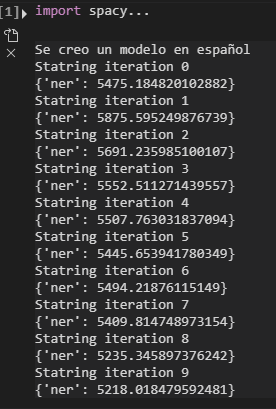 [1] import spacy...
Se creo un modelo en español
Statring iteration 0
{'ner': 5475.184820102882}
Statring iteration 1
{'ner': 5875.595249876739}
Statring iteration 2
{'ner': 5691.235985100107}
Statring iteration 3
{'ner': 5552.511271439557}
Statring iteration 4
{'ner': 5507.763031837094}
Statring iteration 5
{'ner': 5445.653941780349}
Statring iteration 6
{'ner': 5494.21876115149}
Statring iteration 7
{'ner': 5409.814748973154}
Statring iteration 8
{'ner': 5235.345897376242}
Statring iteration 9
{'ner': 5218.018479592481}